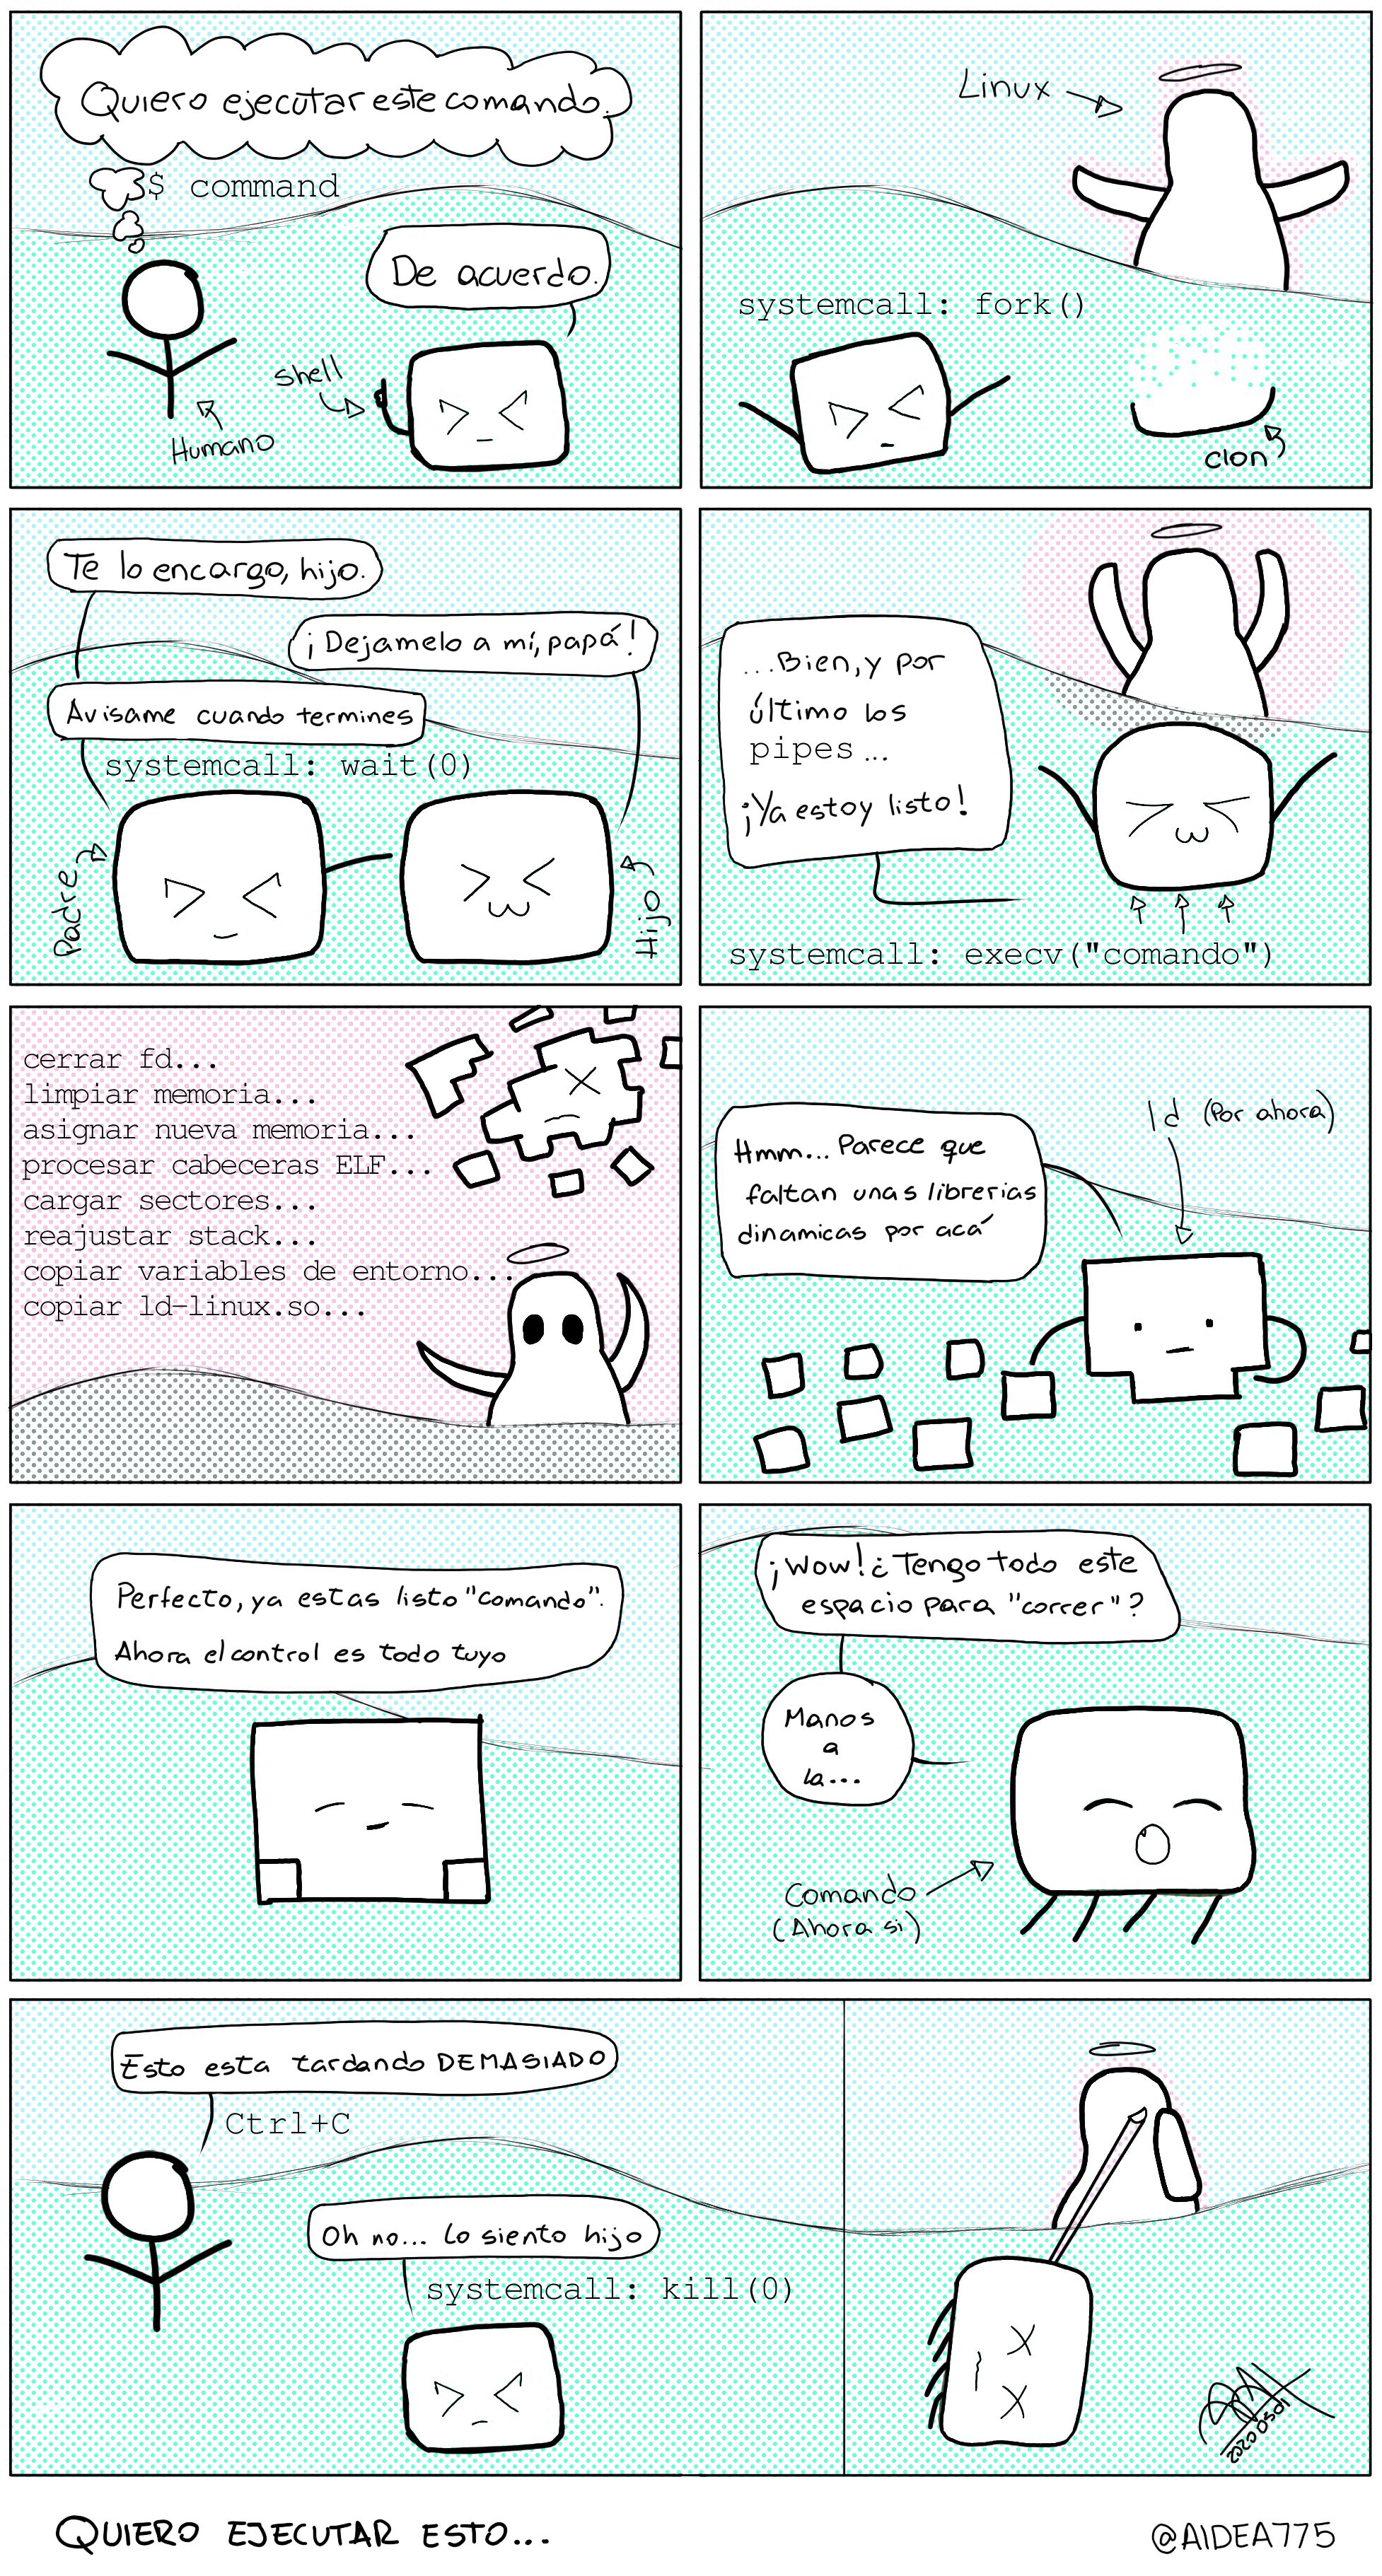 Quiero ejecutar este comando.
$ command
De acuerdo.
Shell
Humano
Linux
systemcall: fork()
clon
Te lo encargo, hijo.
¡Dejamelo a mí, papá!
Avisame cuando termines
systemcall: wait(0)
Padre
Hijo
...Bien, y por
último los
pipes...
¡Ya estoy listo!
systemcall: execv("comando")
cerrar fd...
limpiar memoria...
asignar nueva memoria...
procesar cabeceras ELF...
cargar sectores...
reajustar stack...
copiar variables de entorno...
copiar ld-linux.so...
ld (Por ahora)
Hmm... Parece que
faltan unas librerias
dinamicas por acá
Perfecto, ya estas listo "comando".
Ahora el control es todo tuyo
¡Wow! ¿Tengo todo este
espacio para "correr"?
Manos
a
la...
Comando
(Ahora si)
Esto esta tardando DEMASIADO
Ctrl+C
Oh no... lo siento hijo
systemcall: kill(0)
20200501
QUIERO EJECUTAR ESTO...
@AIDEA775